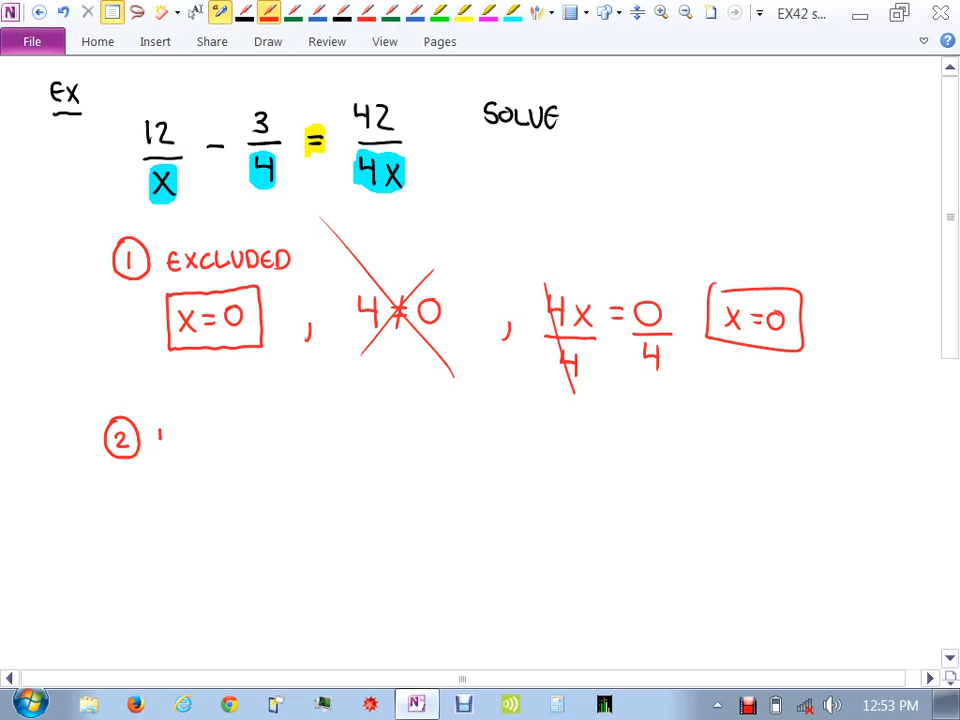 EX42 s...
File Home Insert Share Draw Review View Pages
EX
12/x - 3/4 = 42/4x SOLVE
① EXCLUDED
x=0 , 4≠0 , 4x/4 = 0/4 x=0
②
12:53 PM